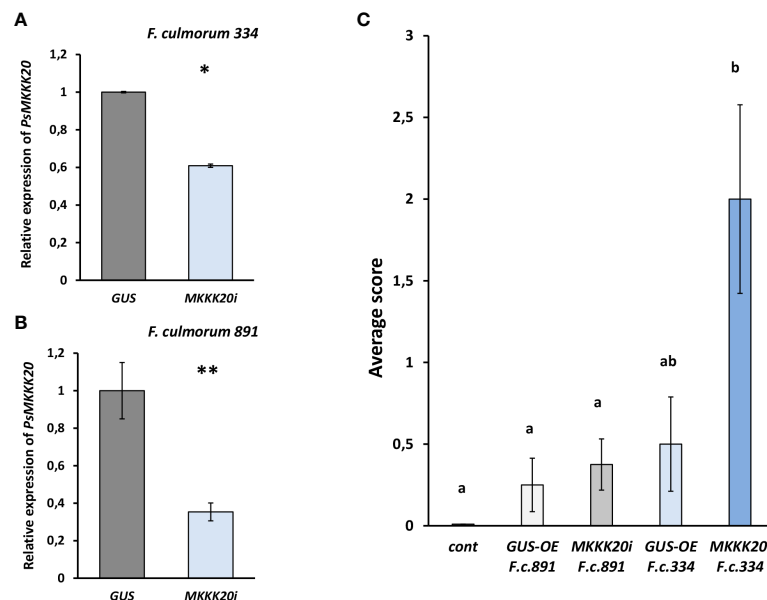 A
F. culmorum 334
Relative expression of PsMKKK20
1,2
1
0,8
0,6
0,4
0,2
0
*
GUS
MKKK20i
B
F. culmorum 891
Relative expression of PsMKKK20
1,2
1
0,8
0,6
0,4
0,2
0
**
GUS
MKKK20i
C
Average score
3
2,5
2
1,5
1
0,5
0
a
a
a
ab
b
cont
GUS-OE F.c.891
MKKK20i F.c.891
GUS-OE F.c.334
MKKK20 F.c.334